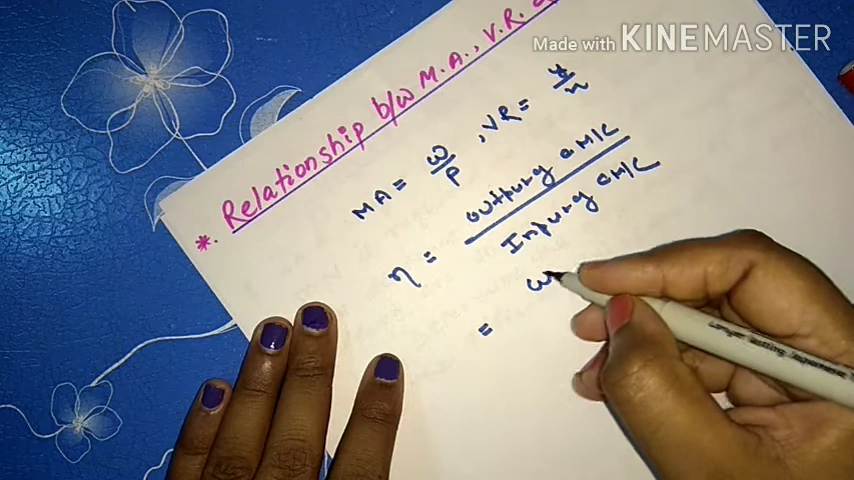 Made with KINEMASTER
*. Relationship b/w M.A., V.R.
MA = W/P , VR = y/x
η = output of a M/C / Input of a M/C
= W